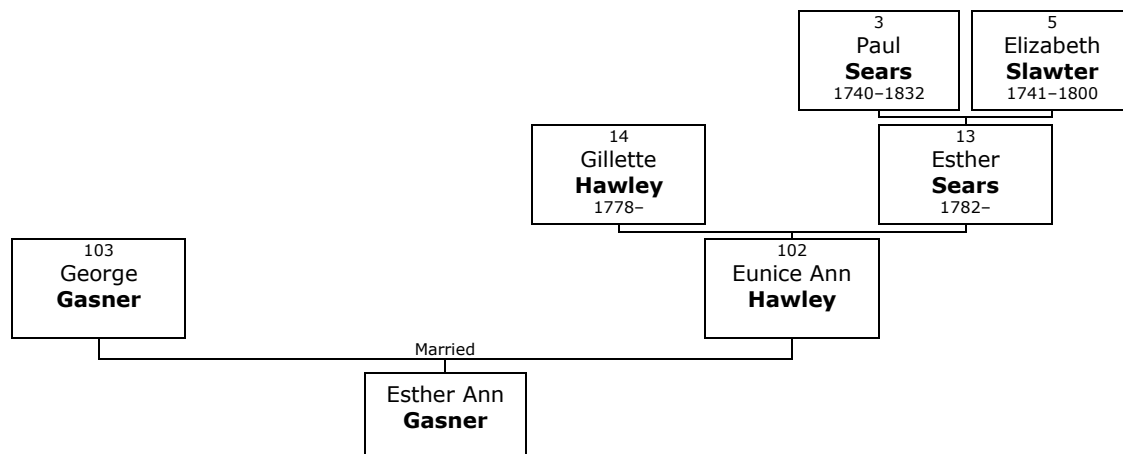 3
Paul
Sears
1740–1832
5
Elizabeth
Slawter
1741–1800
14
Gillette
Hawley
1778–
13
Esther
Sears
1782–
103
George
Gasner
102
Eunice Ann
Hawley
Married
Esther Ann
Gasner